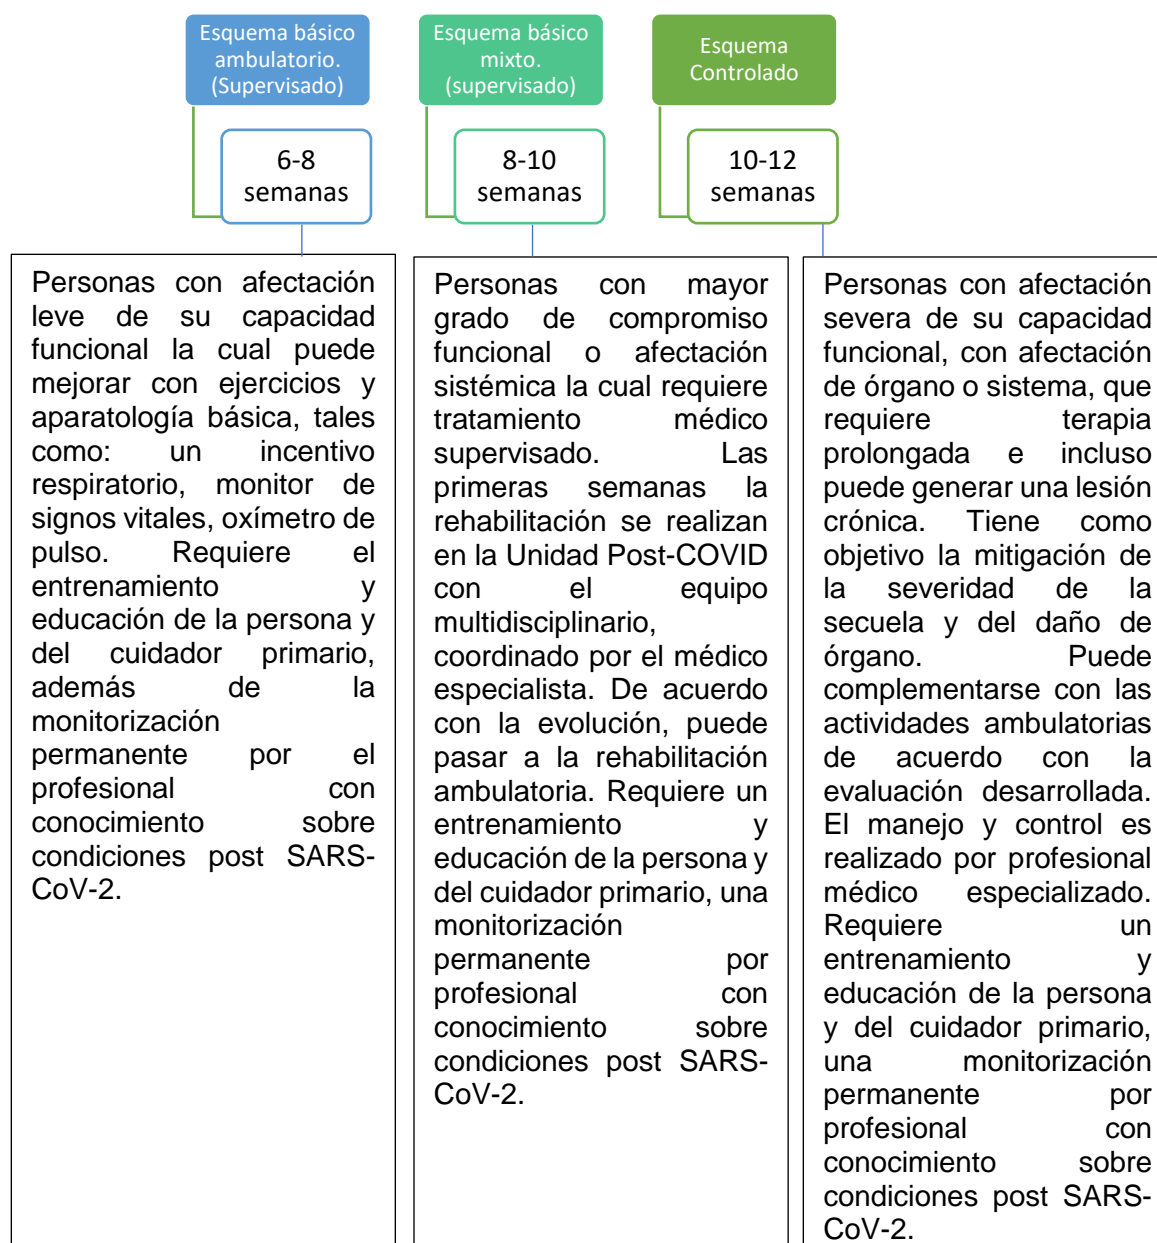 Esquema básico
ambulatorio.
(Supervisado)
6-8
semanas
Esquema básico
mixto.
(supervisado)
8-10
semanas
Esquema
Controlado
10-12
semanas
Personas con afectación
leve de su capacidad
funcional la cual puede
mejorar con ejercicios y
aparatología básica, tales
como: un incentivo
respiratorio, monitor de
signos vitales, oxímetro de
pulso. Requiere el
entrenamiento y
educación de la persona y
del cuidador primario,
además de la
monitorización
permanente por el
profesional con
conocimiento sobre
condiciones post SARS-
CoV-2.
Personas con mayor
grado de compromiso
funcional o afectación
sistémica la cual requiere
tratamiento médico
supervisado. Las
primeras semanas la
rehabilitación se realizan
en la Unidad Post-COVID
con el equipo
multidisciplinario,
coordinado por el médico
especialista. De acuerdo
con la evolución, puede
pasar a la rehabilitación
ambulatoria. Requiere un
entrenamiento y
educación de la persona y
del cuidador primario, una
monitorización
permanente por
profesional con
conocimiento sobre
condiciones post SARS-
CoV-2.
Personas con afectación
severa de su capacidad
funcional, con afectación
de órgano o sistema, que
requiere terapia
prolongada e incluso
puede generar una lesión
crónica. Tiene como
objetivo la mitigación de
la severidad de la
secuela y del daño de
órgano. Puede
complementarse con las
actividades ambulatorias
de acuerdo con la
evaluación desarrollada.
El manejo y control es
realizado por profesional
médico especializado.
Requiere un
entrenamiento y
educación de la persona
y del cuidador primario,
una monitorización
permanente por
profesional con
conocimiento sobre
condiciones post SARS-
CoV-2.